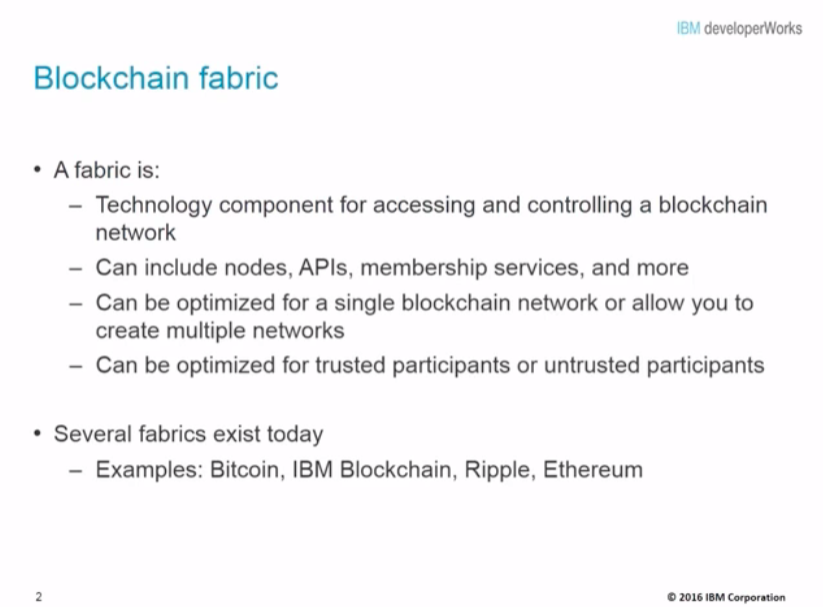 IBM developerWorks
Blockchain fabric
• A fabric is:
– Technology component for accessing and controlling a blockchain
network
– Can include nodes, APIs, membership services, and more
– Can be optimized for a single blockchain network or allow you to
create multiple networks
– Can be optimized for trusted participants or untrusted participants
• Several fabrics exist today
– Examples: Bitcoin, IBM Blockchain, Ripple, Ethereum
2
© 2016 IBM Corporation